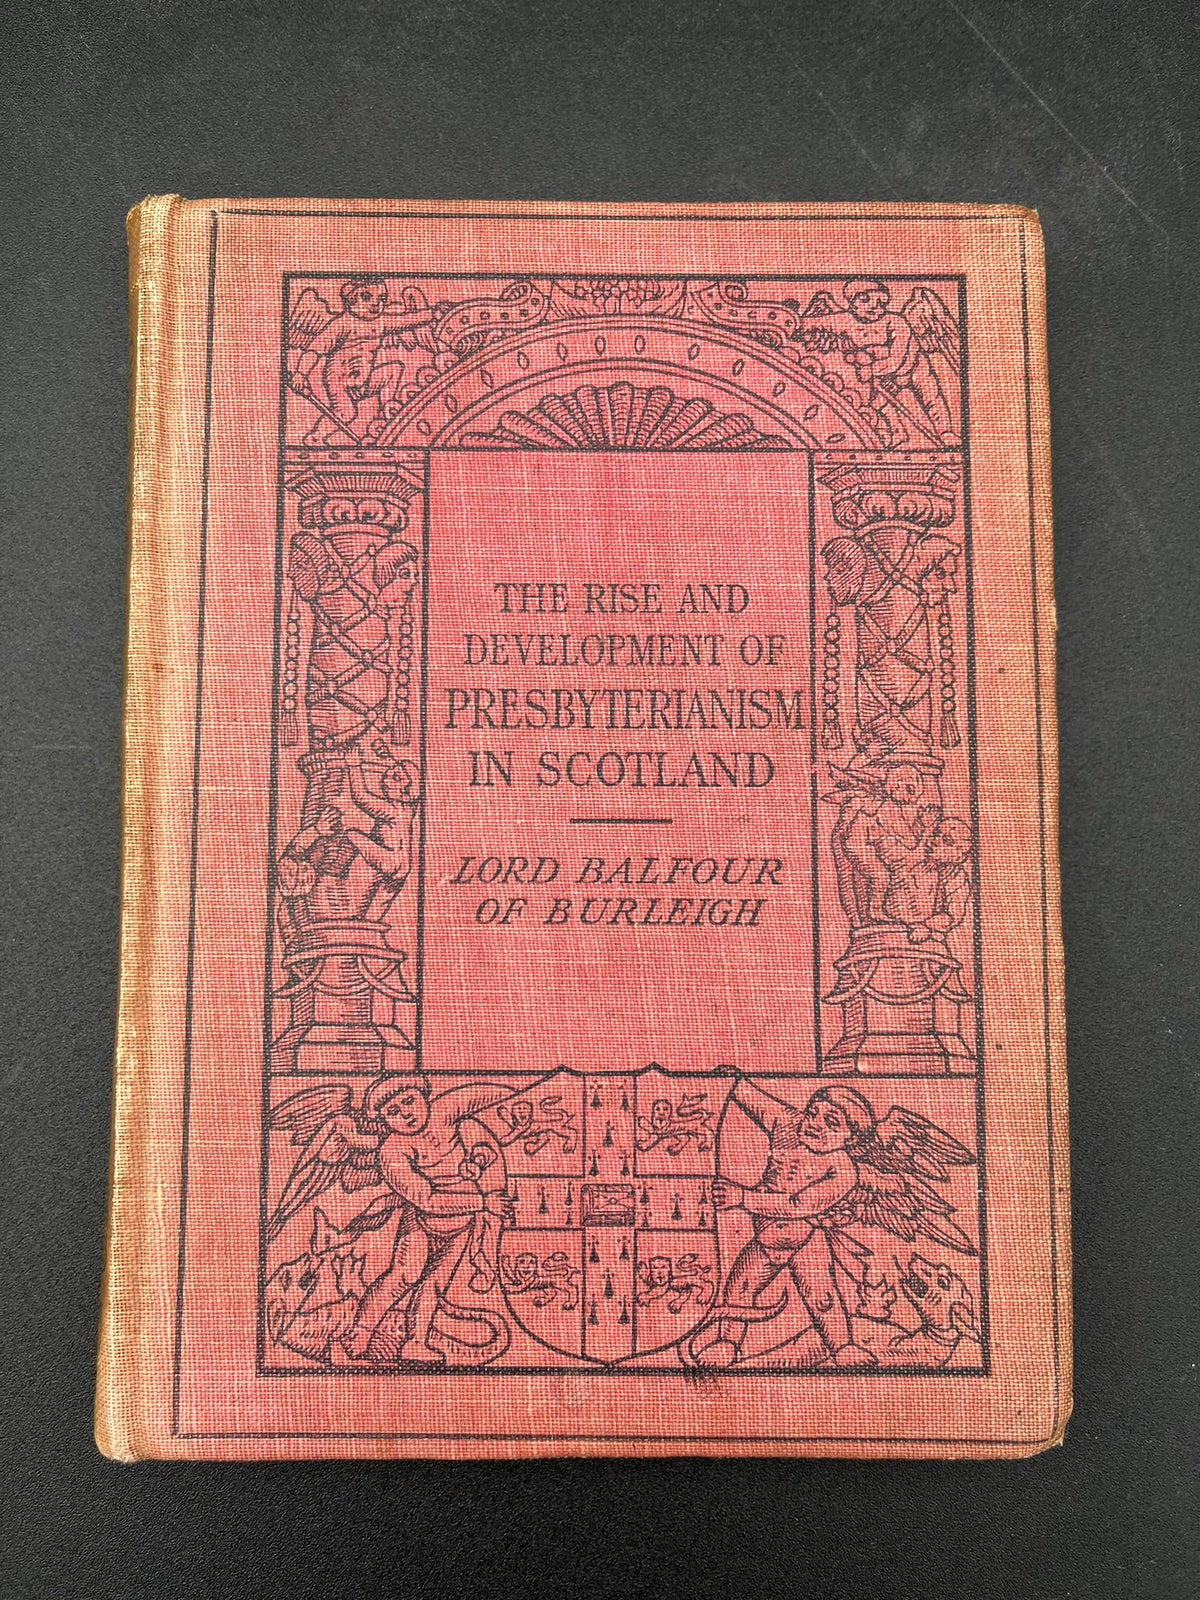 THE RISE AND
DEVELOPMENT OF
PRESBYTERIANISM
IN SCOTLAND
LORD BALFOUR
OF BURLEIGH